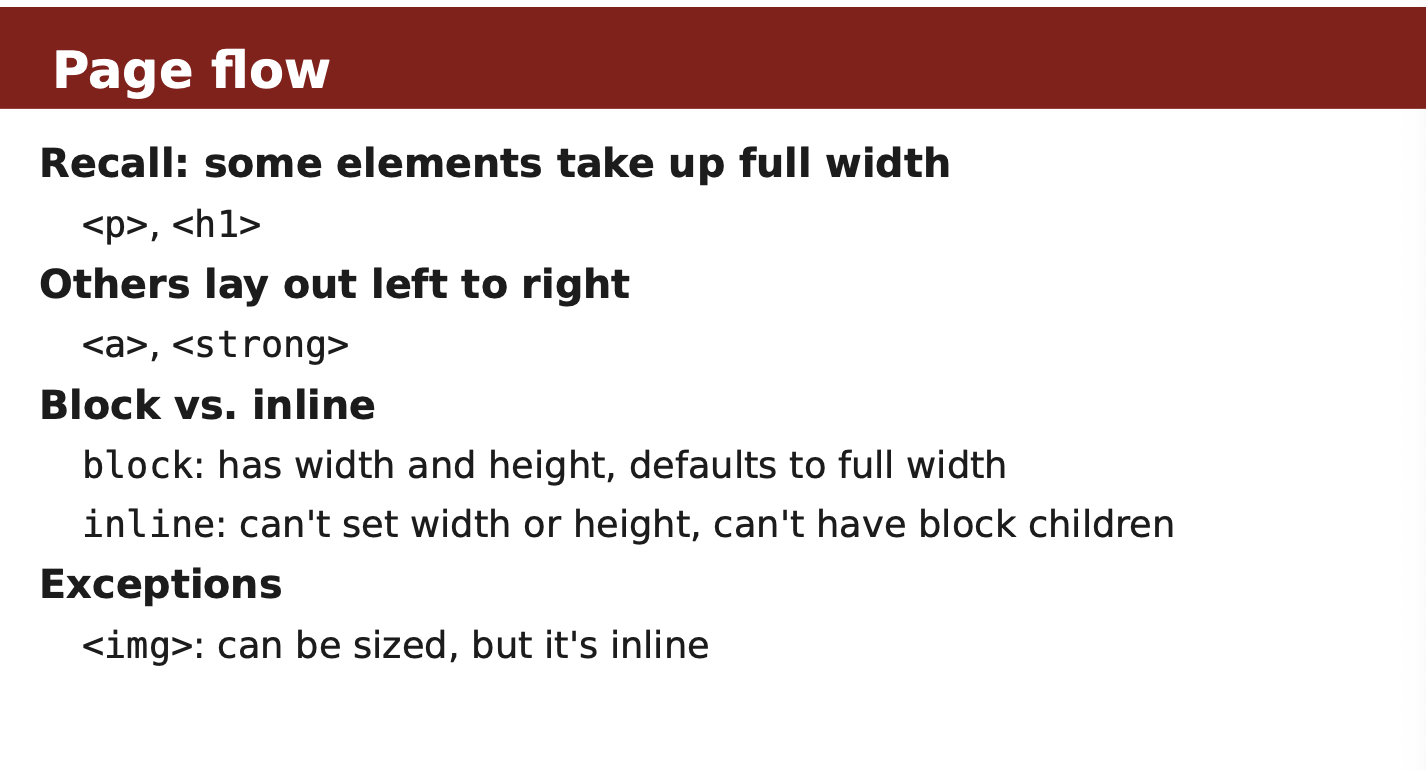 Page flow
Recall: some elements take up full width
<p>, <h1>
Others lay out left to right
<a>, <strong>
Block vs. inline
block: has width and height, defaults to full width
inline: can't set width or height, can't have block children
Exceptions
<img>: can be sized, but it's inline